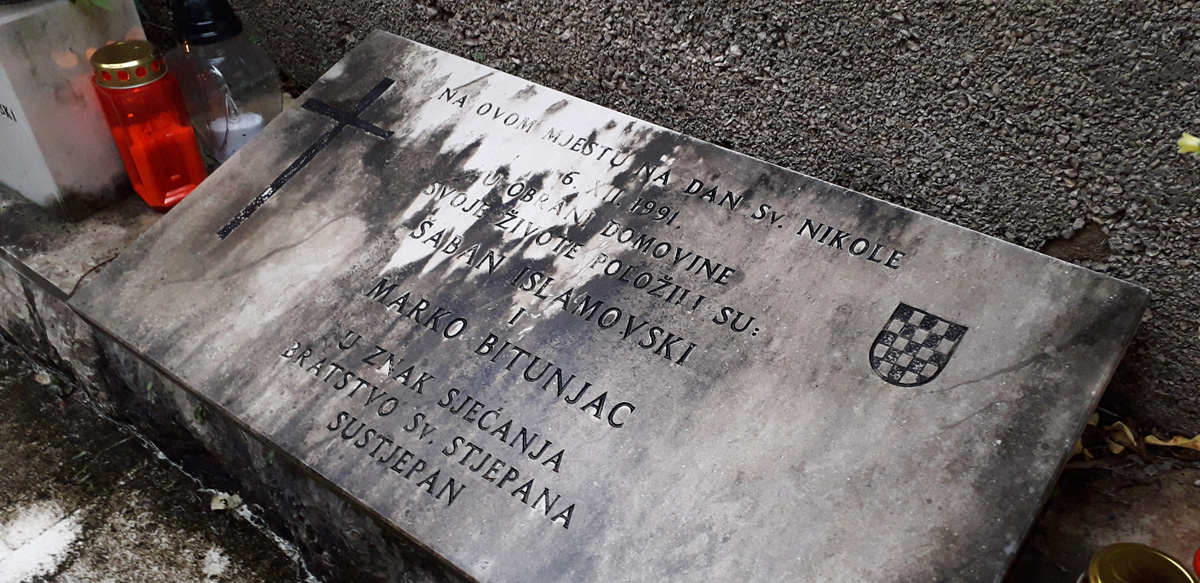 SKI
NA OVOM MJESTU NA DAN Sv. NIKOLE
6. XII. 1991.
U OBRANI DOMOVINE
SVOJE ŽIVOTE POLOŽILI SU:
ŠABAN ISLAMOVSKI
I
MARKO BITUNJAC
U ZNAK SJEĆANJA
BRATSTVO Sv. STJEPANA
SUSTJEPAN